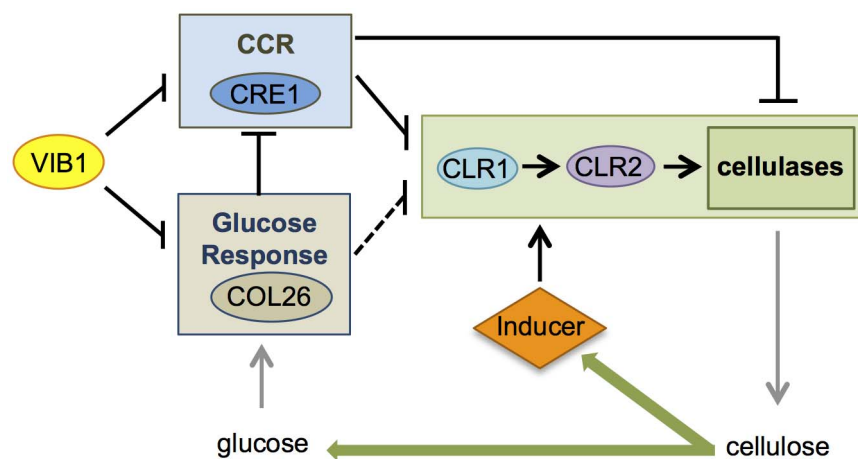 CCR
CRE1
VIB1
CLR1
CLR2
cellulases
Glucose
Response
COL26
Inducer
glucose
cellulose